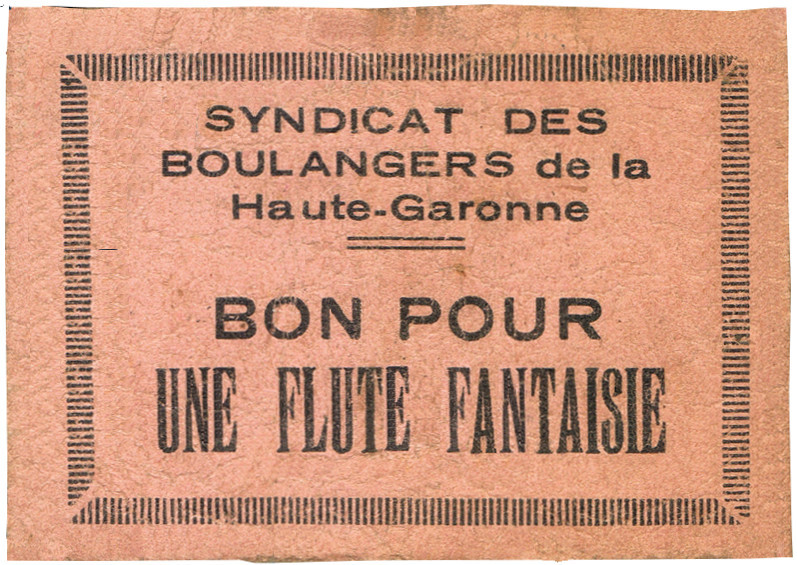 SYNDICAT DES
BOULANGERS de la
Haute-Garonne
BON POUR
UNE FLUTE FANTAISIE